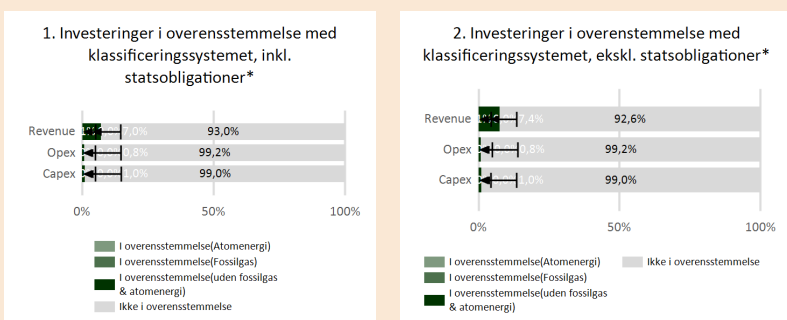 1. Investeringer i overensstemmelse med
klassificeringssystemet, inkl.
statsobligationer*
Revenue 7,0% 93,0%
Opex 0,8% 99,2%
Capex 1,0% 99,0%
0% 50% 100%
I overensstemmelse(Atomenergi)
I overensstemmelse(Fossilgas)
I overensstemmelse(uden fossilgas
& atomenergi)
Ikke i overensstemmelse
2. Investeringer i overenstemmelse med
klassificeringssystemet, ekskl. statsobligationer*
Revenue 7,4% 92,6%
Opex 0,8% 99,2%
Capex 1,0% 99,0%
0% 50% 100%
I overensstemmelse(Atomenergi) Ikke i overensstemmelse
I overensstemmelse(Fossilgas)
I overensstemmelse(uden fossilgas
& atomenergi)